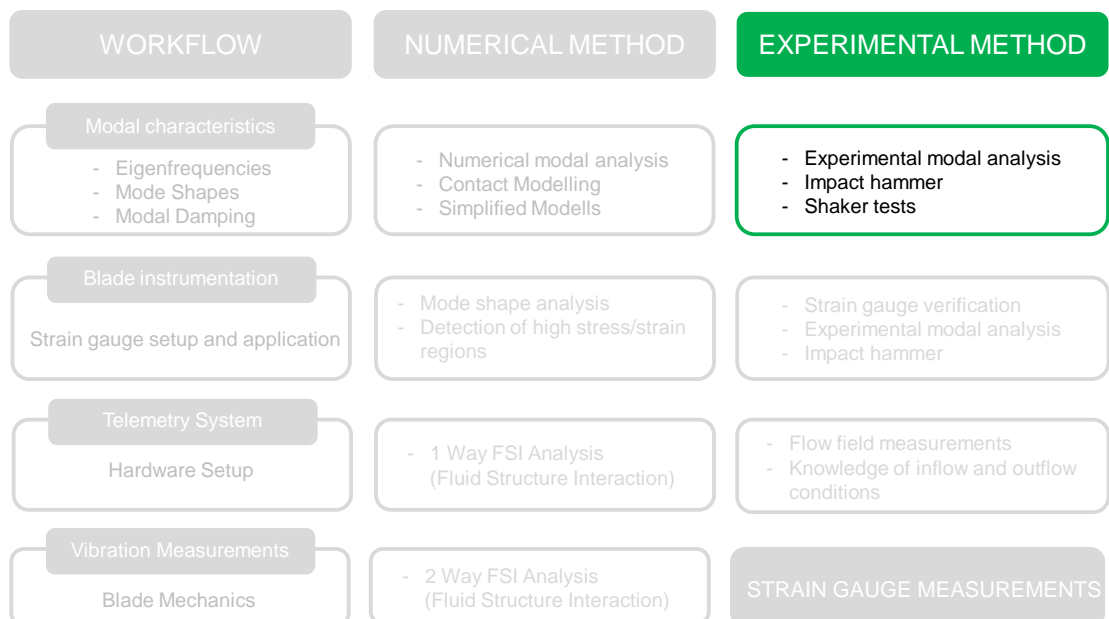 WORKFLOW
NUMERICAL METHOD
EXPERIMENTAL METHOD
Modal characteristics
- Eigenfrequencies
- Mode Shapes
- Modal Damping
- Numerical modal analysis
- Contact Modelling
- Simplified Modells
- Experimental modal analysis
- Impact hammer
- Shaker tests
Blade instrumentation
Strain gauge setup and application
- Mode shape analysis
- Detection of high stress/strain
regions
- Strain gauge verification
- Experimental modal analysis
- Impact hammer
Telemetry System
Hardware Setup
- 1 Way FSI Analysis
(Fluid Structure Interaction)
- Flow field measurements
- Knowledge of inflow and outflow
conditions
Vibration Measurements
Blade Mechanics
- 2 Way FSI Analysis
(Fluid Structure Interaction)
STRAIN GAUGE MEASUREMENTS